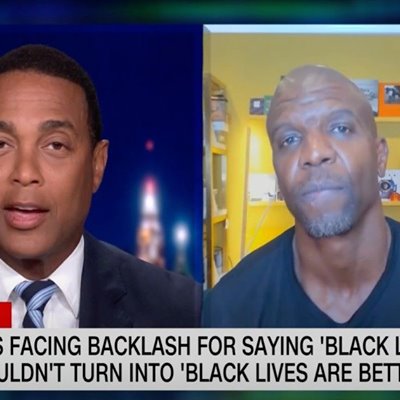 S FACING BACKLASH FOR SAYING 'BLACK L
ULDN'T TURN INTO 'BLACK LIVES ARE BETT